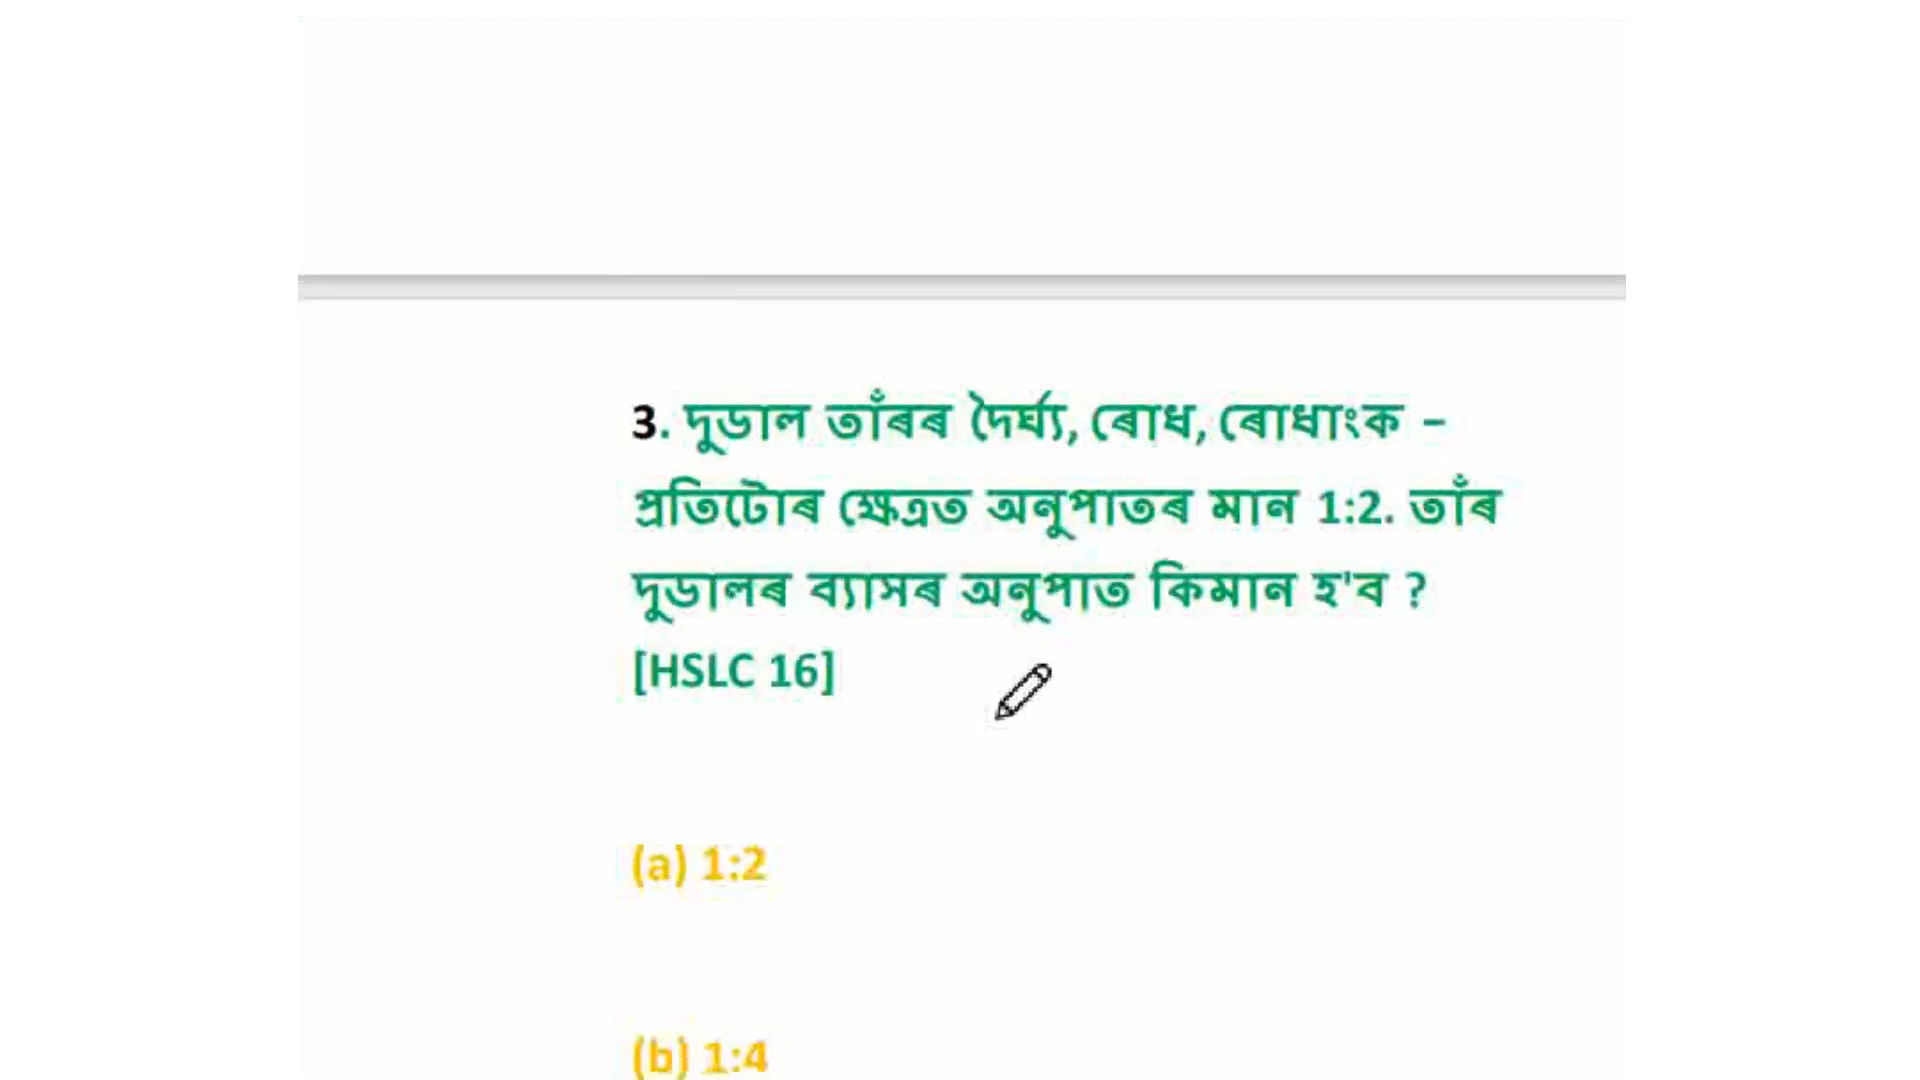 3. দুডাল তাঁৰৰ দৈৰ্ঘ্য, ৰোধ, ৰোধাংক –
প্ৰতিটোৰ ক্ষেত্ৰত অনুপাতৰ মান 1:2. তাঁৰ
দুডালৰ ব্যাসৰ অনুপাত কিমান হ'ব ?
[HSLC 16]
(a) 1:2
(b) 1:4